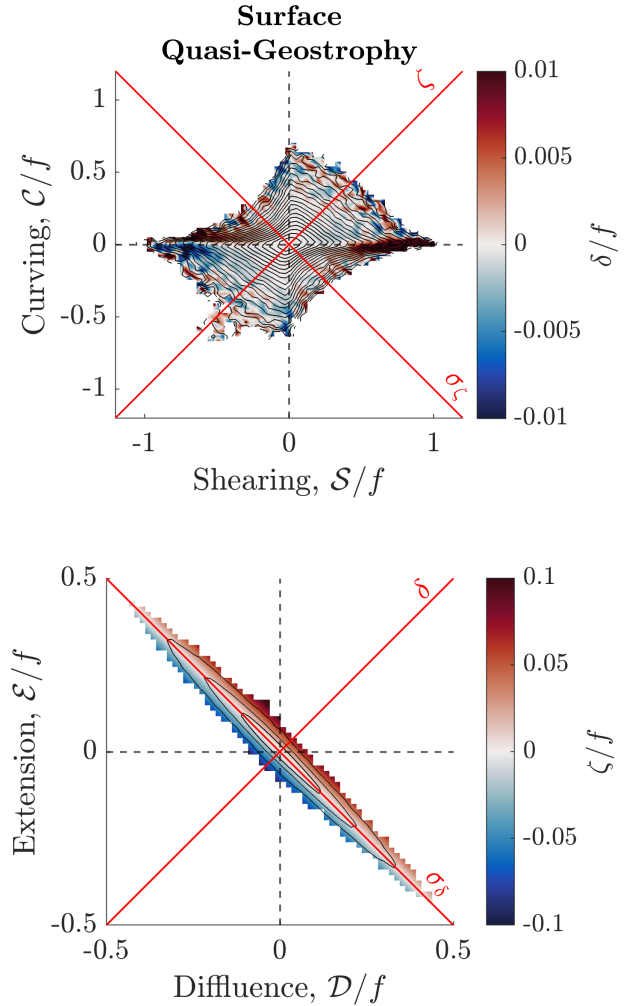 Surface
Quasi-Geostrophy
Curving, 𝒞/f
1
0.5
0
-0.5
-1
-1
0
1
Shearing, 𝒮/f
ζ
σζ
0.01
0.005
0
-0.005
-0.01
δ/f
Extension, ℰ/f
0.5
0
-0.5
-0.5
0
0.5
Diffluence, 𝒟/f
δ
σδ
0.1
0.05
0
-0.05
-0.1
ζ/f